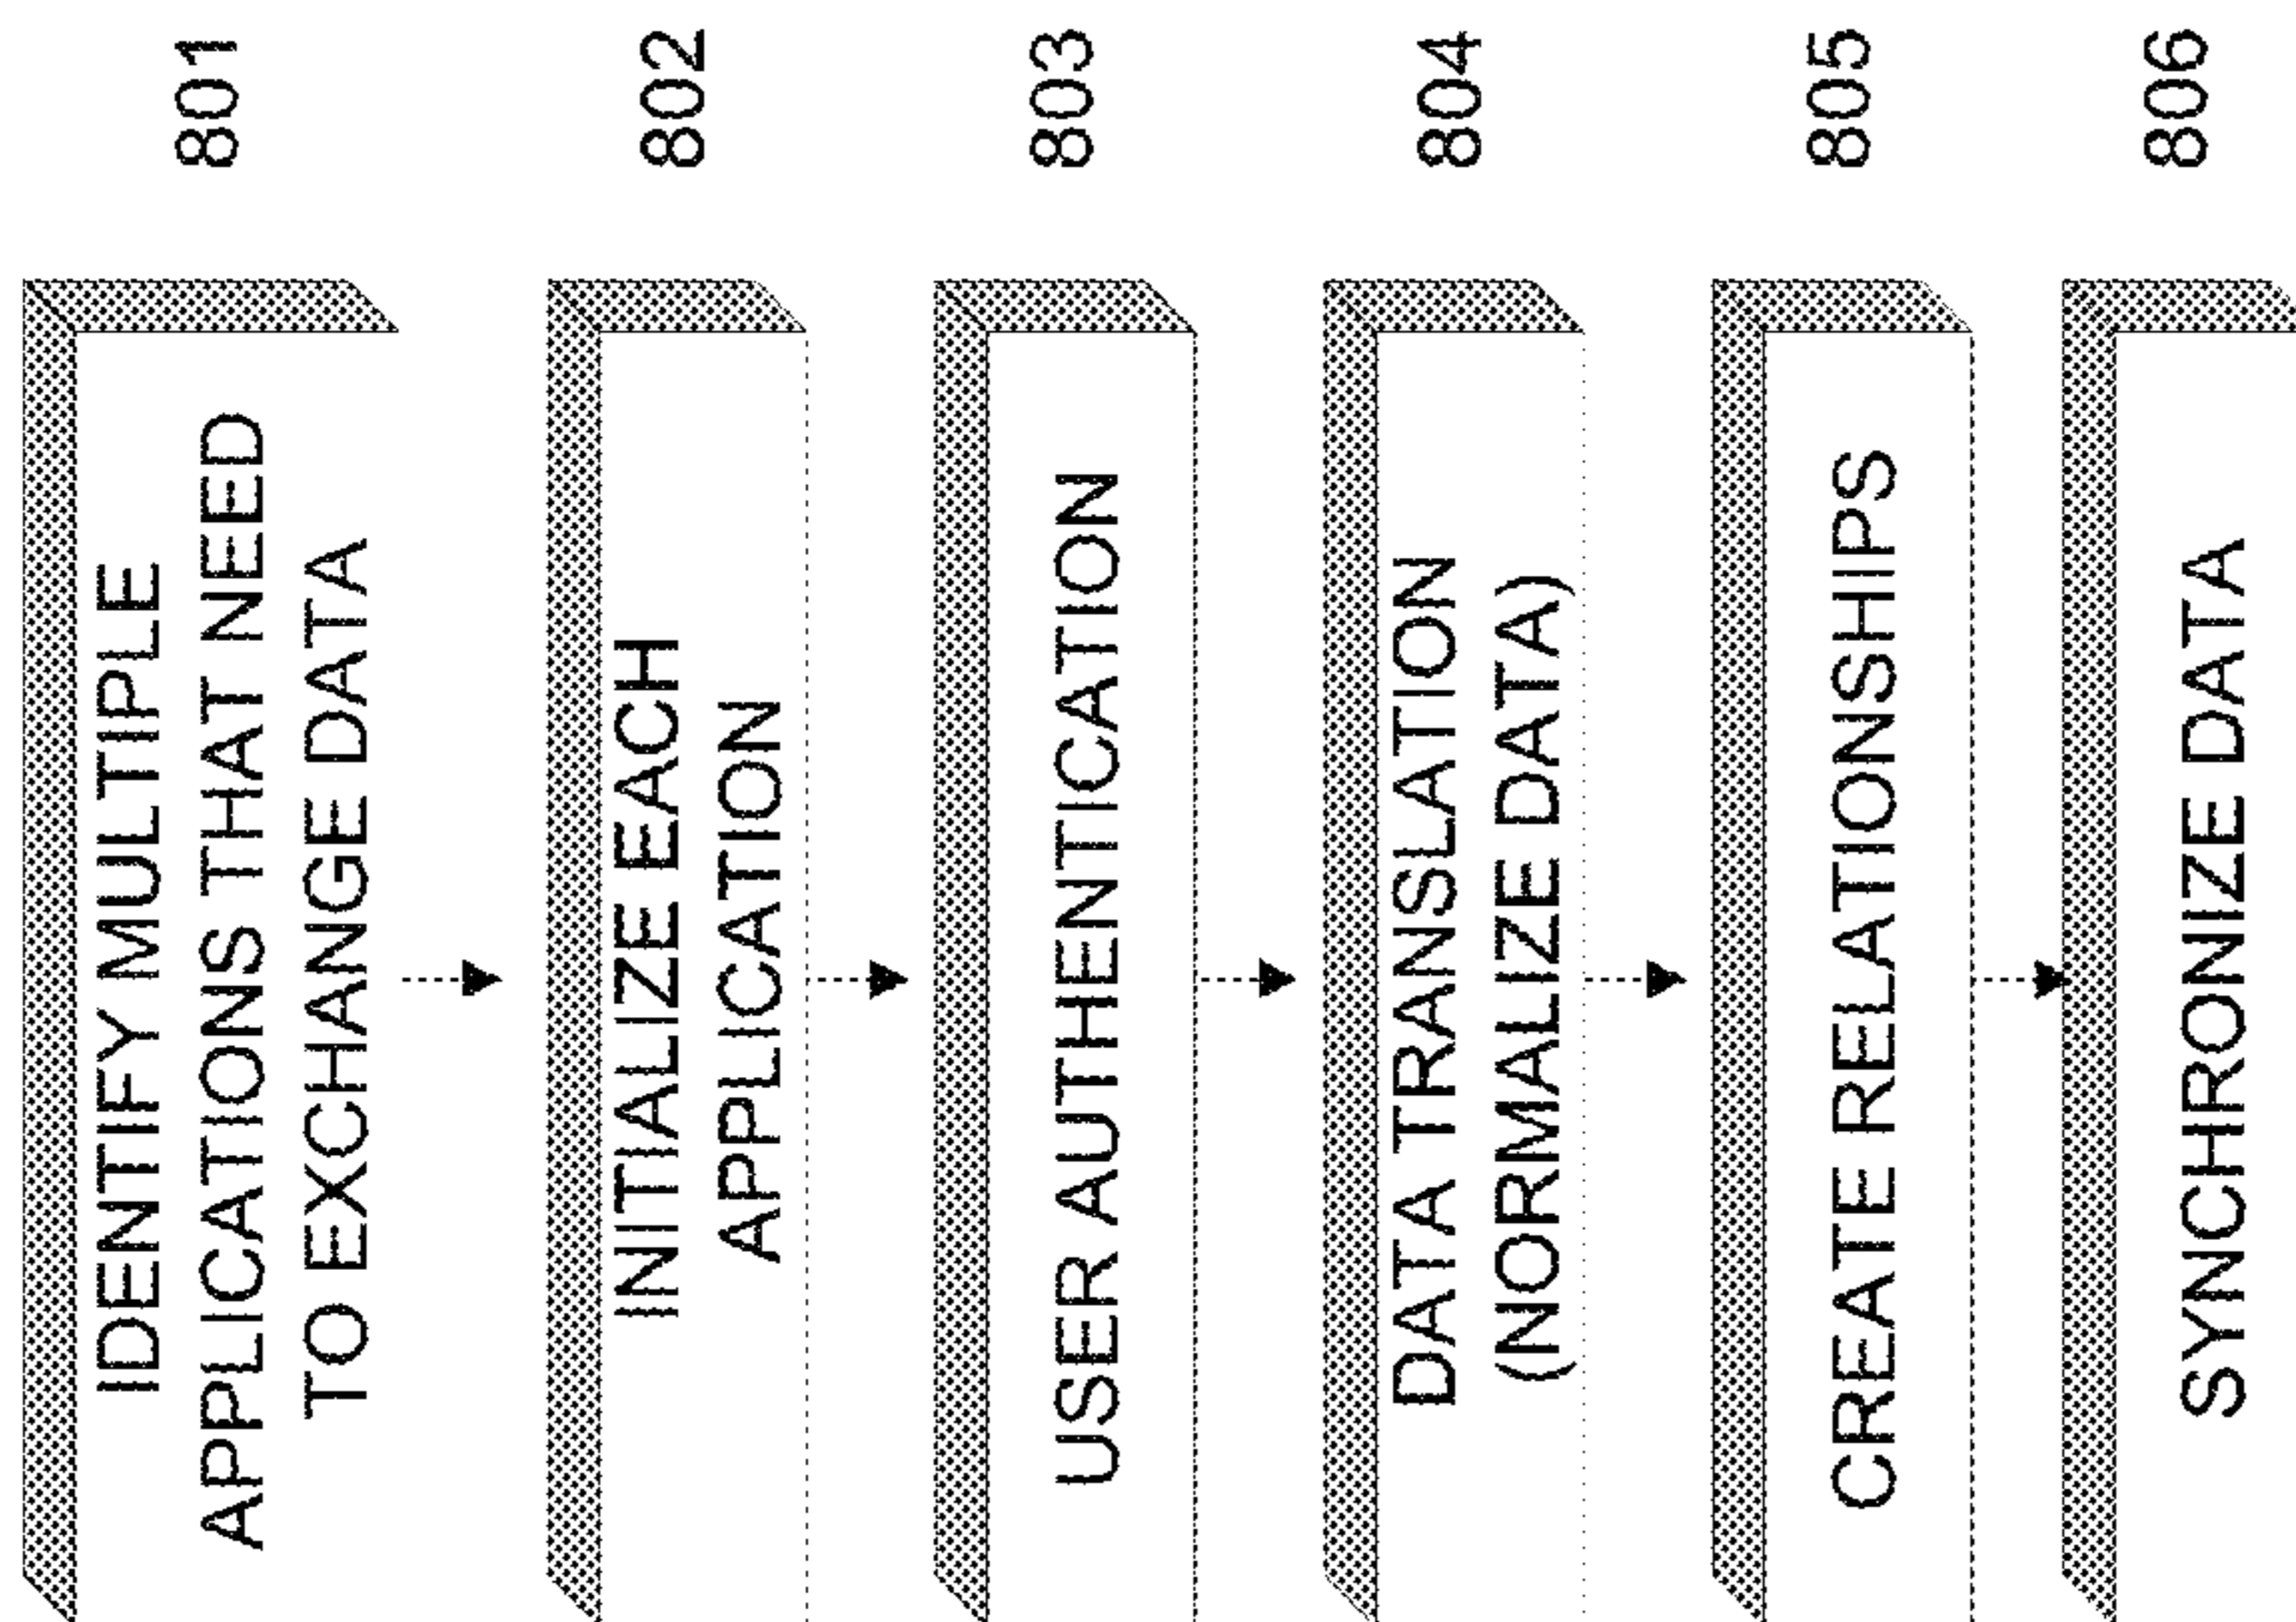 IDENTIFY MULTIPLE
APPLICATIONS THAT NEED
TO EXCHANGE DATA
801
INITIALIZE EACH
APPLICATION
802
USER AUTHENTICATION
803
DATA TRANSLATION
(NORMALIZE DATA)
804
CREATE RELATIONSHIPS
805
SYNCHRONIZE DATA
806